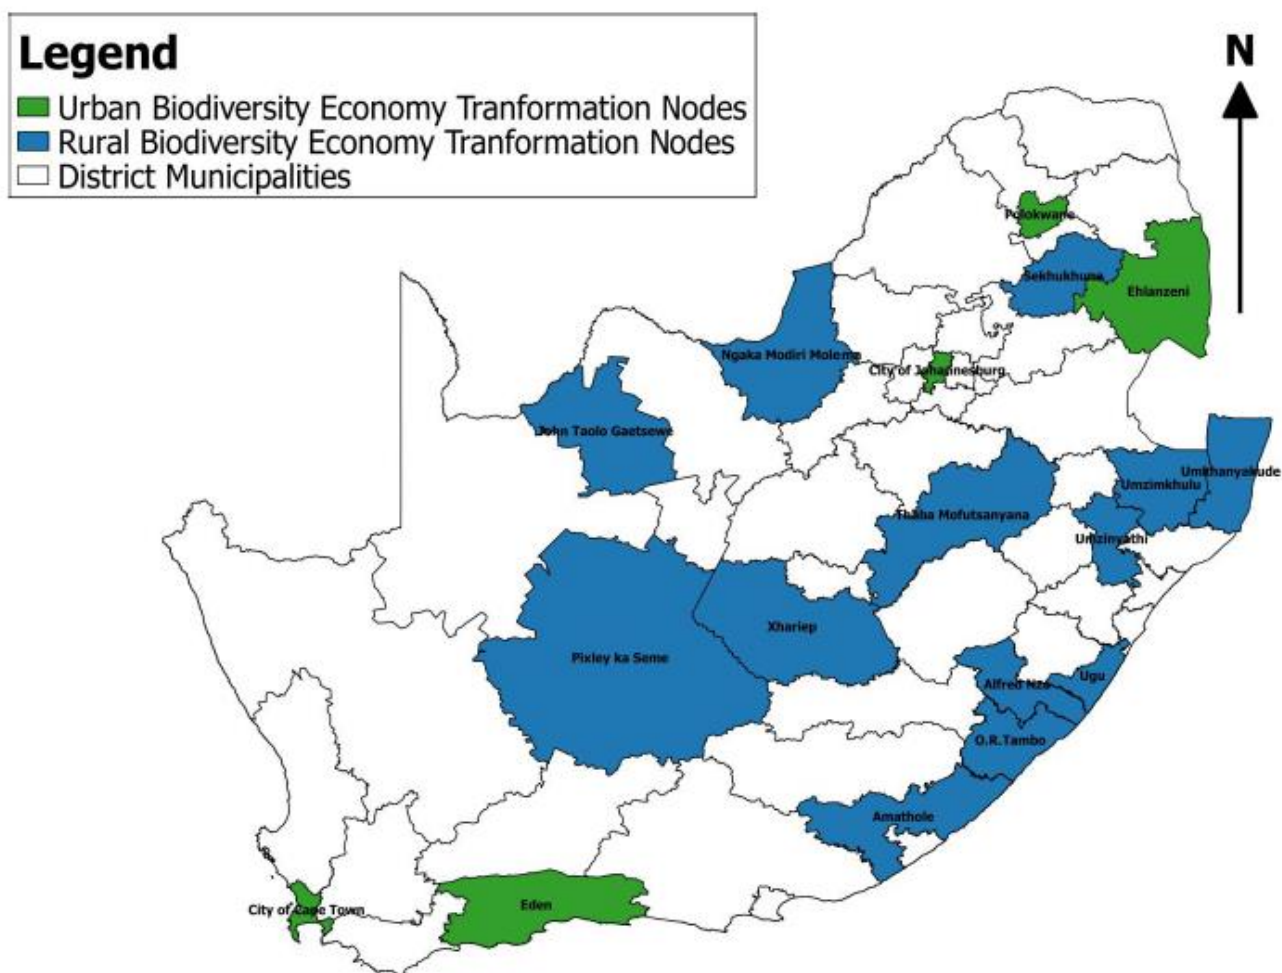 Legend
Urban Biodiversity Economy Tranformation Nodes
Rural Biodiversity Economy Tranformation Nodes
District Municipalities
N
Polokwane
Sekhukhune
Ehlanzeni
Ngaka Modiri Molema
City of Johannesburg
John Taolo Gaetsewe
Umkhanyakude
Umzimkhulu
Thaba Mofutsanyana
Umzinyathi
Xhariep
Pixley ka Seme
Ugu
Alfred Nzo
O.R.Tambo
Amathole
Eden
City of Cape Town